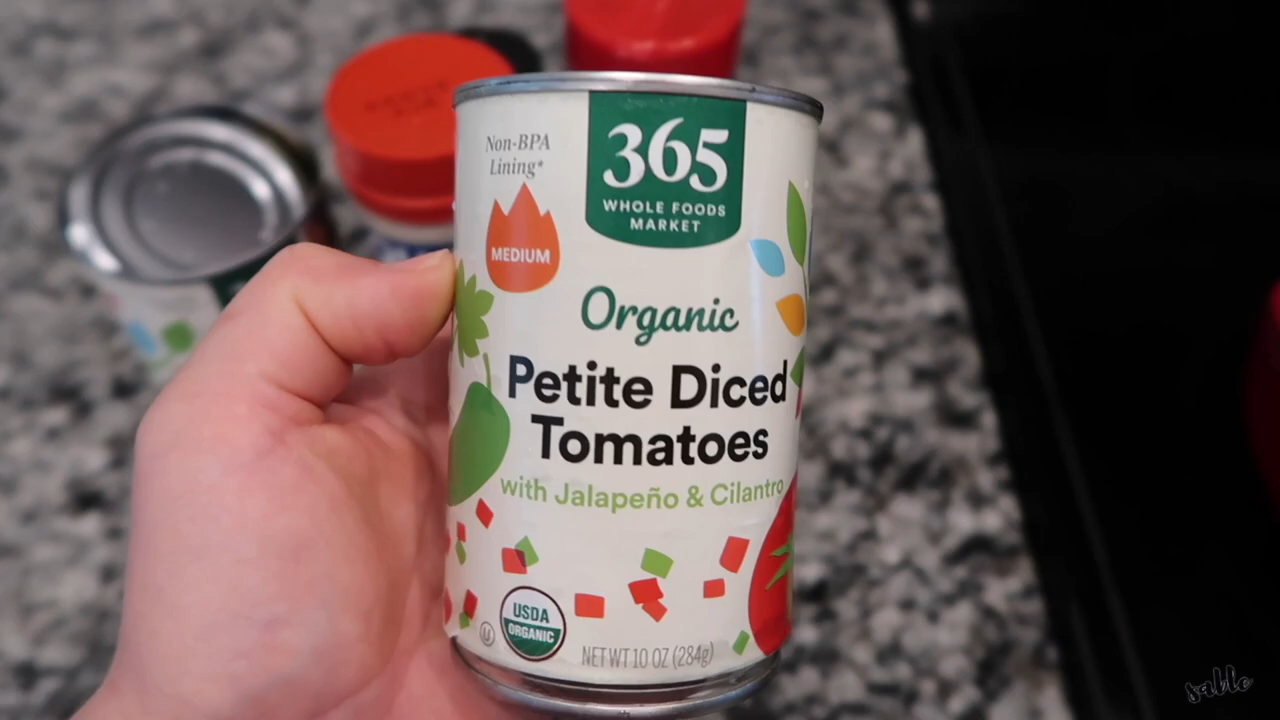 Non-BPA
Lining*
365
WHOLE FOODS
MARKET
MEDIUM
Organic
Petite Diced
Tomatoes
with Jalapeño & Cilantro
USDA
ORGANIC
U
NET WT 10 OZ (284g)
sable